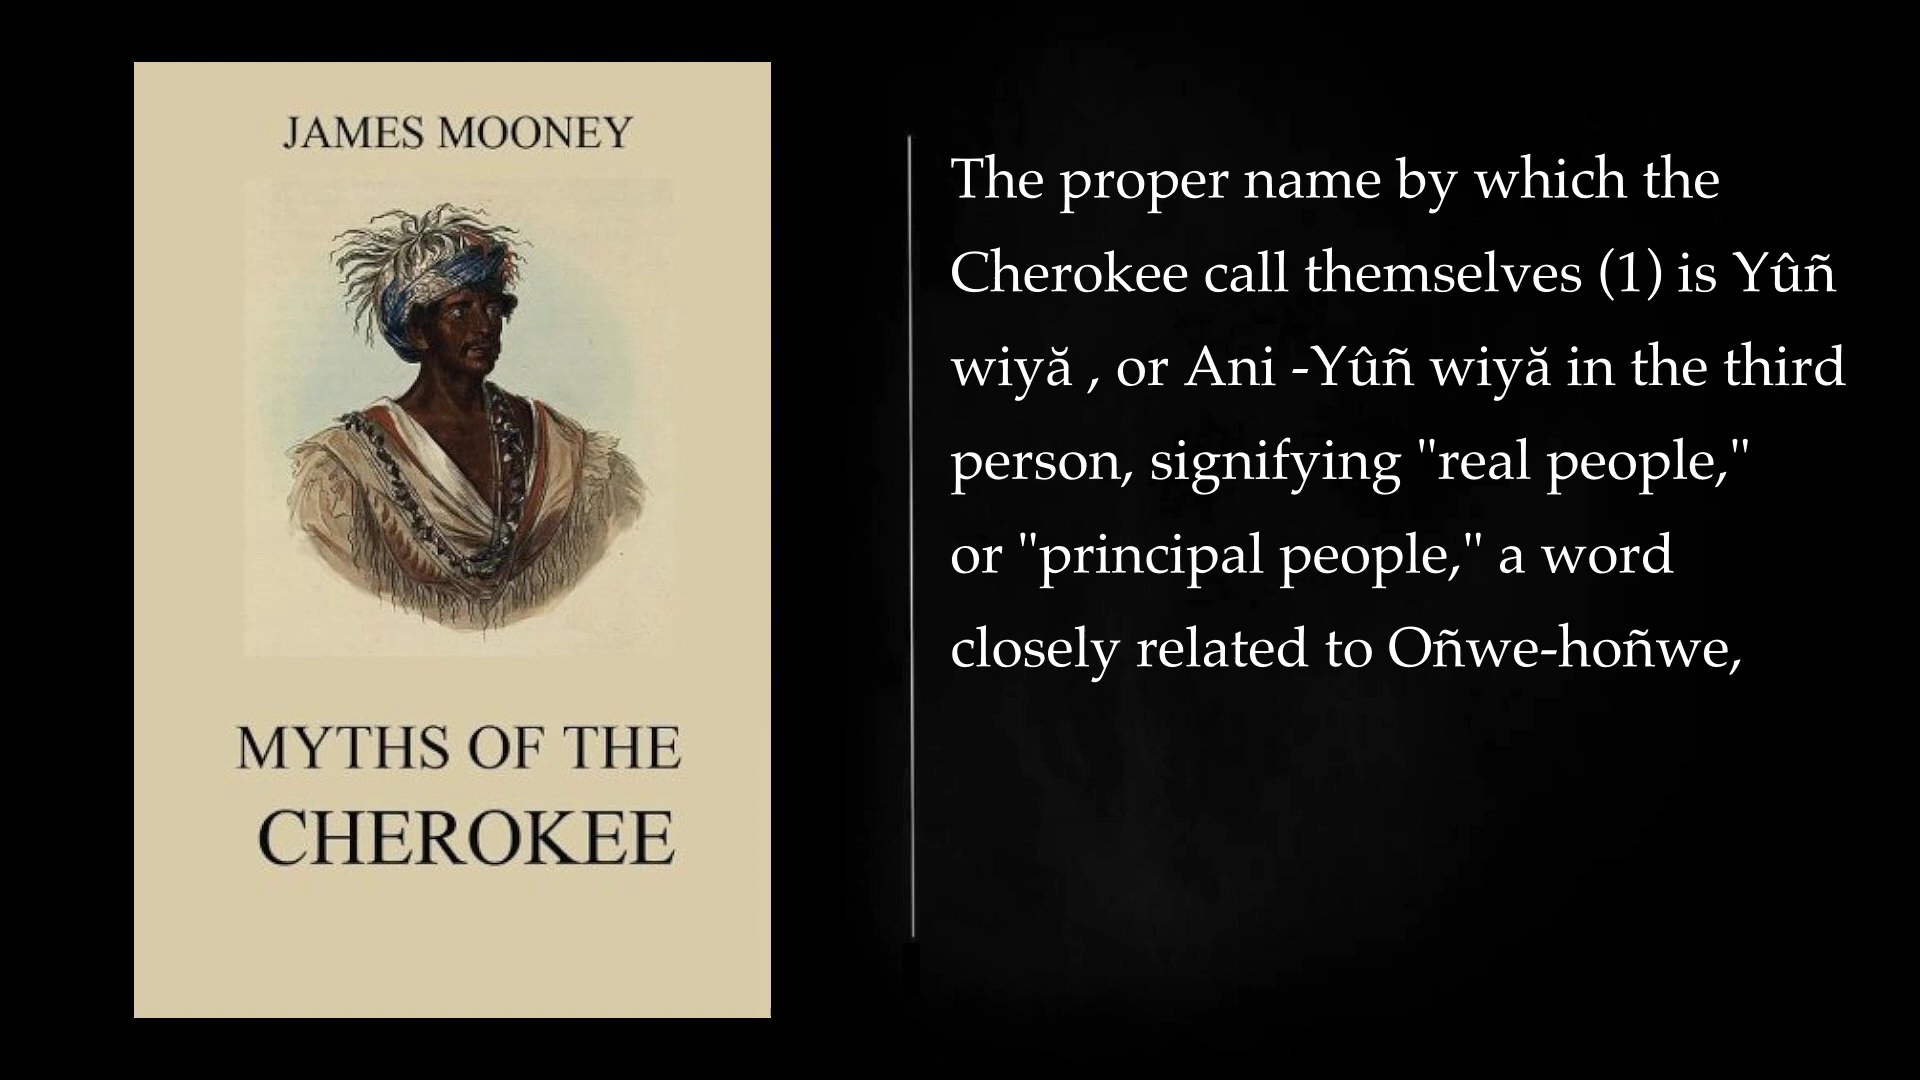 JAMES MOONEY
MYTHS OF THE
CHEROKEE
The proper name by which the
Cherokee call themselves (1) is Yûñ
wiyă , or Ani -Yûñ wiyă in the third
person, signifying "real people,"
or "principal people," a word
closely related to Oñwe-hoñwe,